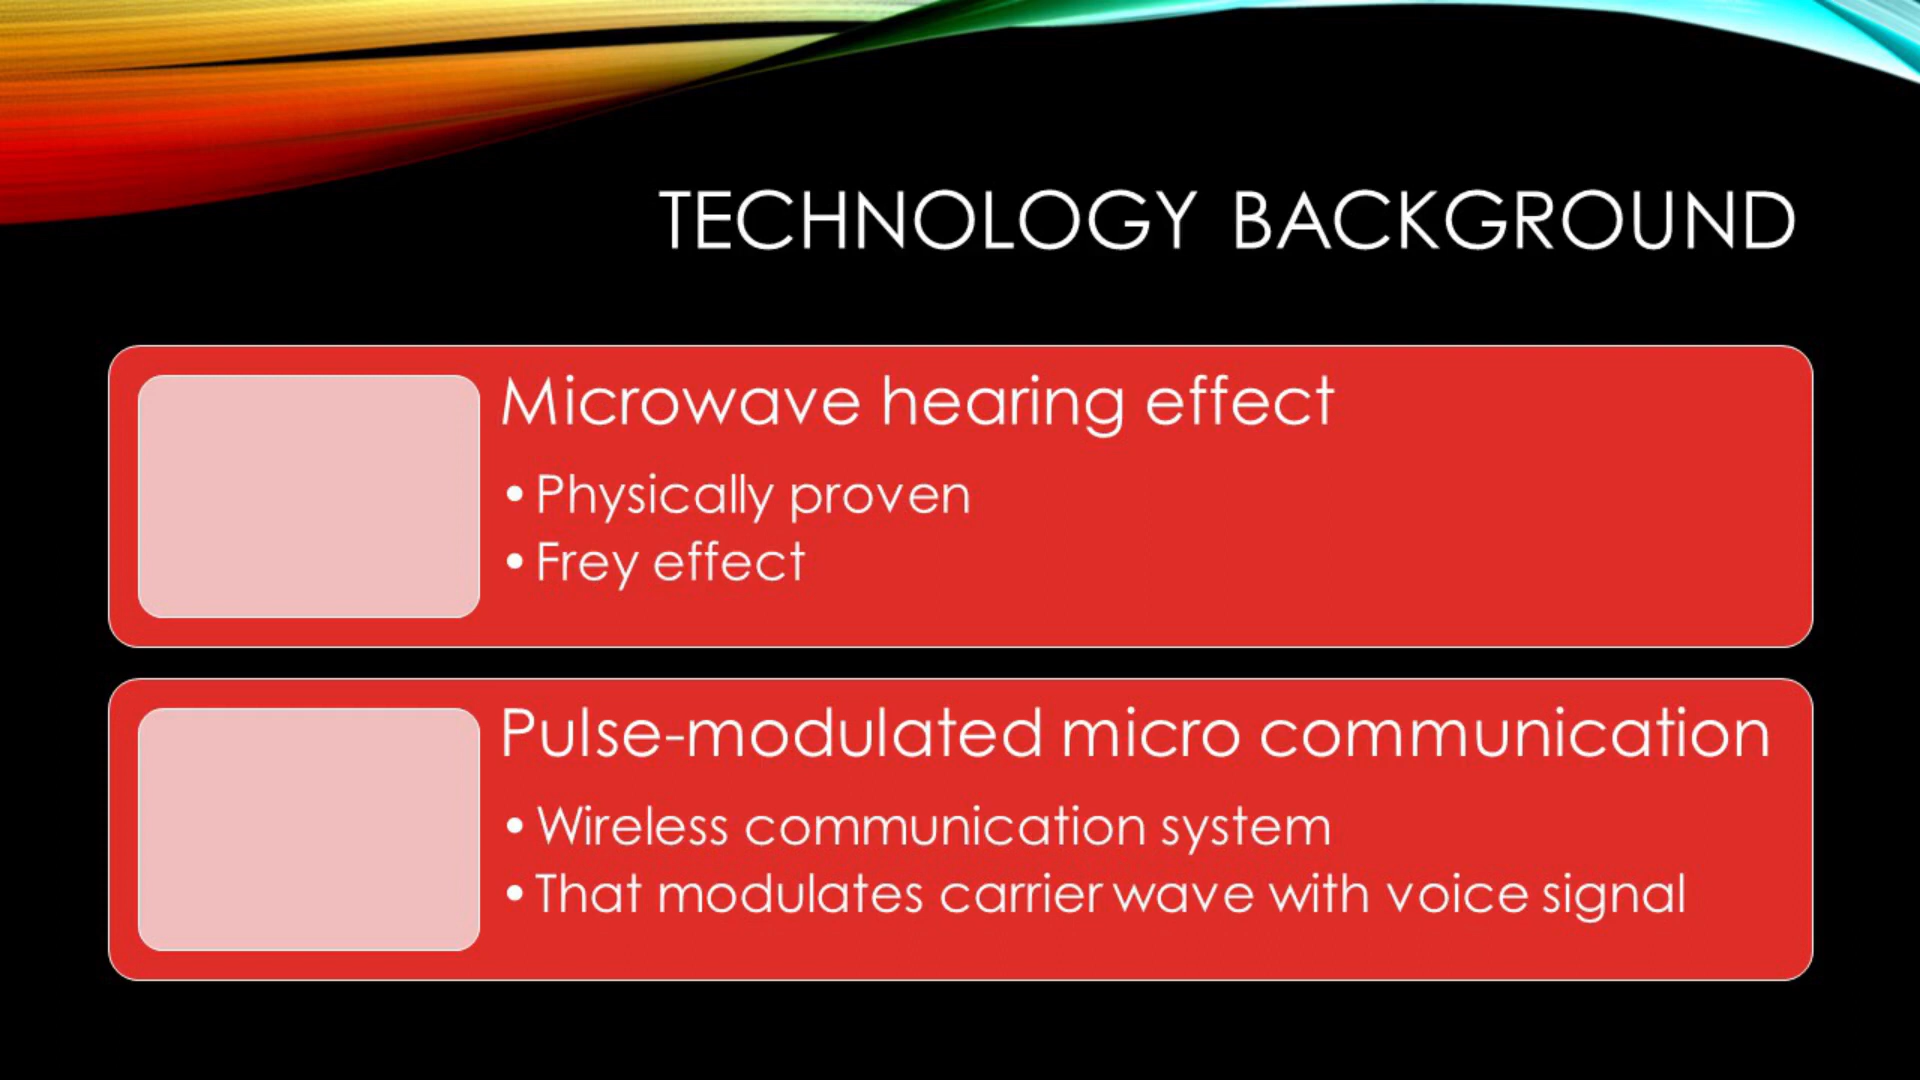 TECHNOLOGY BACKGROUND
Microwave hearing effect
• Physically proven
• Frey effect
Pulse-modulated micro communication
• Wireless communication system
• That modulates carrier wave with voice signal